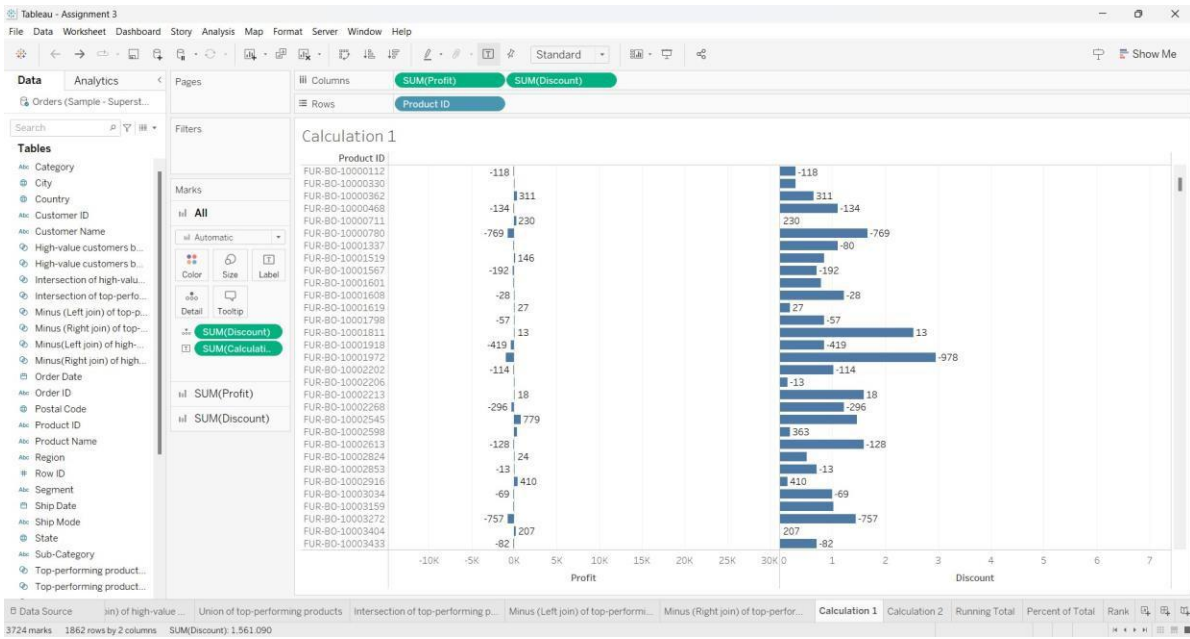 Tableau - Assignment 3
File Data Worksheet Dashboard Story Analysis Map Format Server Window Help
Standard
Show Me
Data Analytics
Orders (Sample - Superst...
Search
Tables
Abc Category
City
Country
Abc Customer ID
Abc Customer Name
High-value customers b...
High-value customers b...
Intersection of high-valu...
Intersection of top-perfo...
Minus (Left join) of top-p...
Minus (Right join) of top-...
Minus(Left join) of high-...
Minus(Right join) of high...
Order Date
Abc Order ID
Postal Code
Abc Product ID
Abc Product Name
Abc Region
# Row ID
Abc Segment
Ship Date
Abc Ship Mode
State
Abc Sub-Category
Top-performing product...
Top-performing product...
Pages
Filters
Marks
All
Automatic
Color Size Label
Detail Tooltip
SUM(Discount)
SUM(Calculati..
SUM(Profit)
SUM(Discount)
Columns SUM(Profit) SUM(Discount)
Rows Product ID
Calculation 1
Product ID
FUR-BO-10000112 -118 -118
FUR-BO-10000330
FUR-BO-10000362 311 311
FUR-BO-10000468 -134 -134
FUR-BO-10000711 230 230
FUR-BO-10000780 -769 -769
FUR-BO-10001337 -80
FUR-BO-10001519 146
FUR-BO-10001567 -192 -192
FUR-BO-10001601
FUR-BO-10001608 -28 -28
FUR-BO-10001619 27 27
FUR-BO-10001798 -57 -57
FUR-BO-10001811 13 13
FUR-BO-10001918 -419 -419
FUR-BO-10001972 -978
FUR-BO-10002202 -114 -114
FUR-BO-10002206 -13
FUR-BO-10002213 18 18
FUR-BO-10002268 -296 -296
FUR-BO-10002545 779
FUR-BO-10002598 363
FUR-BO-10002613 -128 -128
FUR-BO-10002824 24
FUR-BO-10002853 -13 -13
FUR-BO-10002916 410 410
FUR-BO-10003034 -69 -69
FUR-BO-10003159
FUR-BO-10003272 -757 -757
FUR-BO-10003404 207 207
FUR-BO-10003433 -82 -82
-10K -5K 0K 5K 10K 15K 20K 25K 30K 0 1 2 3 4 5 6 7
Profit Discount
Data Source in) of high-value ... Union of top-performing products Intersection of top-performing p... Minus (Left join) of top-performi... Minus (Right join) of top-perfor... Calculation 1 Calculation 2 Running Total Percent of Total Rank
3724 marks 1862 rows by 2 columns SUM(Discount): 1.561.090